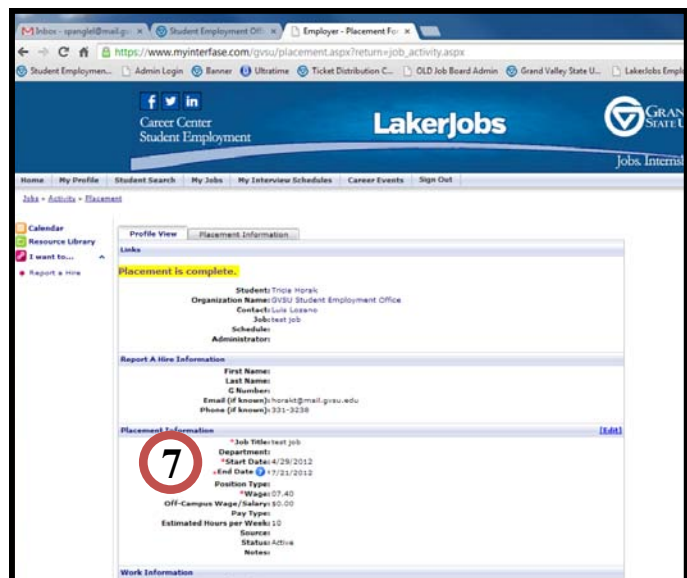 Inbox - spanglel@mail.gv
Student Employment Offi
Employer - Placement For
https://www.myinterfase.com/gvsu/placement.aspx?return=job_activity.aspx
Student Employmen... Admin Login Banner Ultratime Ticket Distribution C... OLD Job Board Admin Grand Valley State U... LakerJobs Empl
Career Center
Student Employment
LakerJobs
GRAN
STATE U
Jobs. Internsh
Home My Profile Student Search My Jobs My Interview Schedules Career Events Sign Out
Jobs » Activity » Placement
Calendar
Resource Library
I want to...
Report a Hire
Profile View Placement Information
Links
Placement is complete.
Student: Tricia Horak
Organization Name: GVSU Student Employment Office
Contact: Luis Lozano
Job: test job
Schedule:
Administrator:
Report A Hire Information
First Name:
Last Name:
G Number:
Email (if known): horakt@mail.gvsu.edu
Phone (if known): 331-3238
Placement Information [Edit]
7
*Job Title: test job
Department:
*Start Date: 4/29/2012
*End Date ? : 7/21/2012
Position Type:
*Wage: 07.40
Off-Campus Wage/Salary: $0.00
Pay Type:
Estimated Hours per Week: 10
Source:
Status: Active
Notes:
Work Information